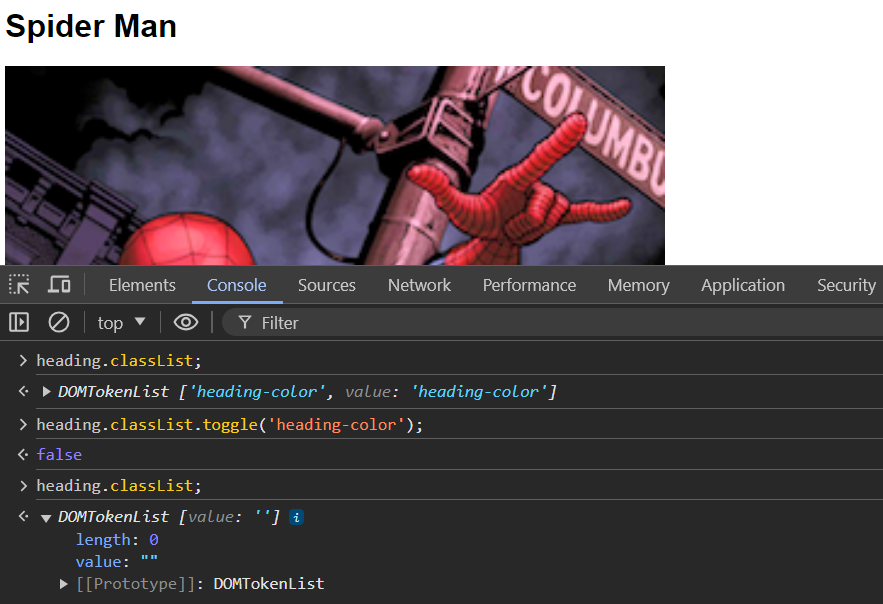 Spider Man
COLUMBU
Elements Console Sources Network Performance Memory Application Security
top Filter
heading.classList;
DOMTokenList ['heading-color', value: 'heading-color']
heading.classList.toggle('heading-color');
false
heading.classList;
DOMTokenList [value: ''] i
length: 0
value: ""
[[Prototype]]: DOMTokenList